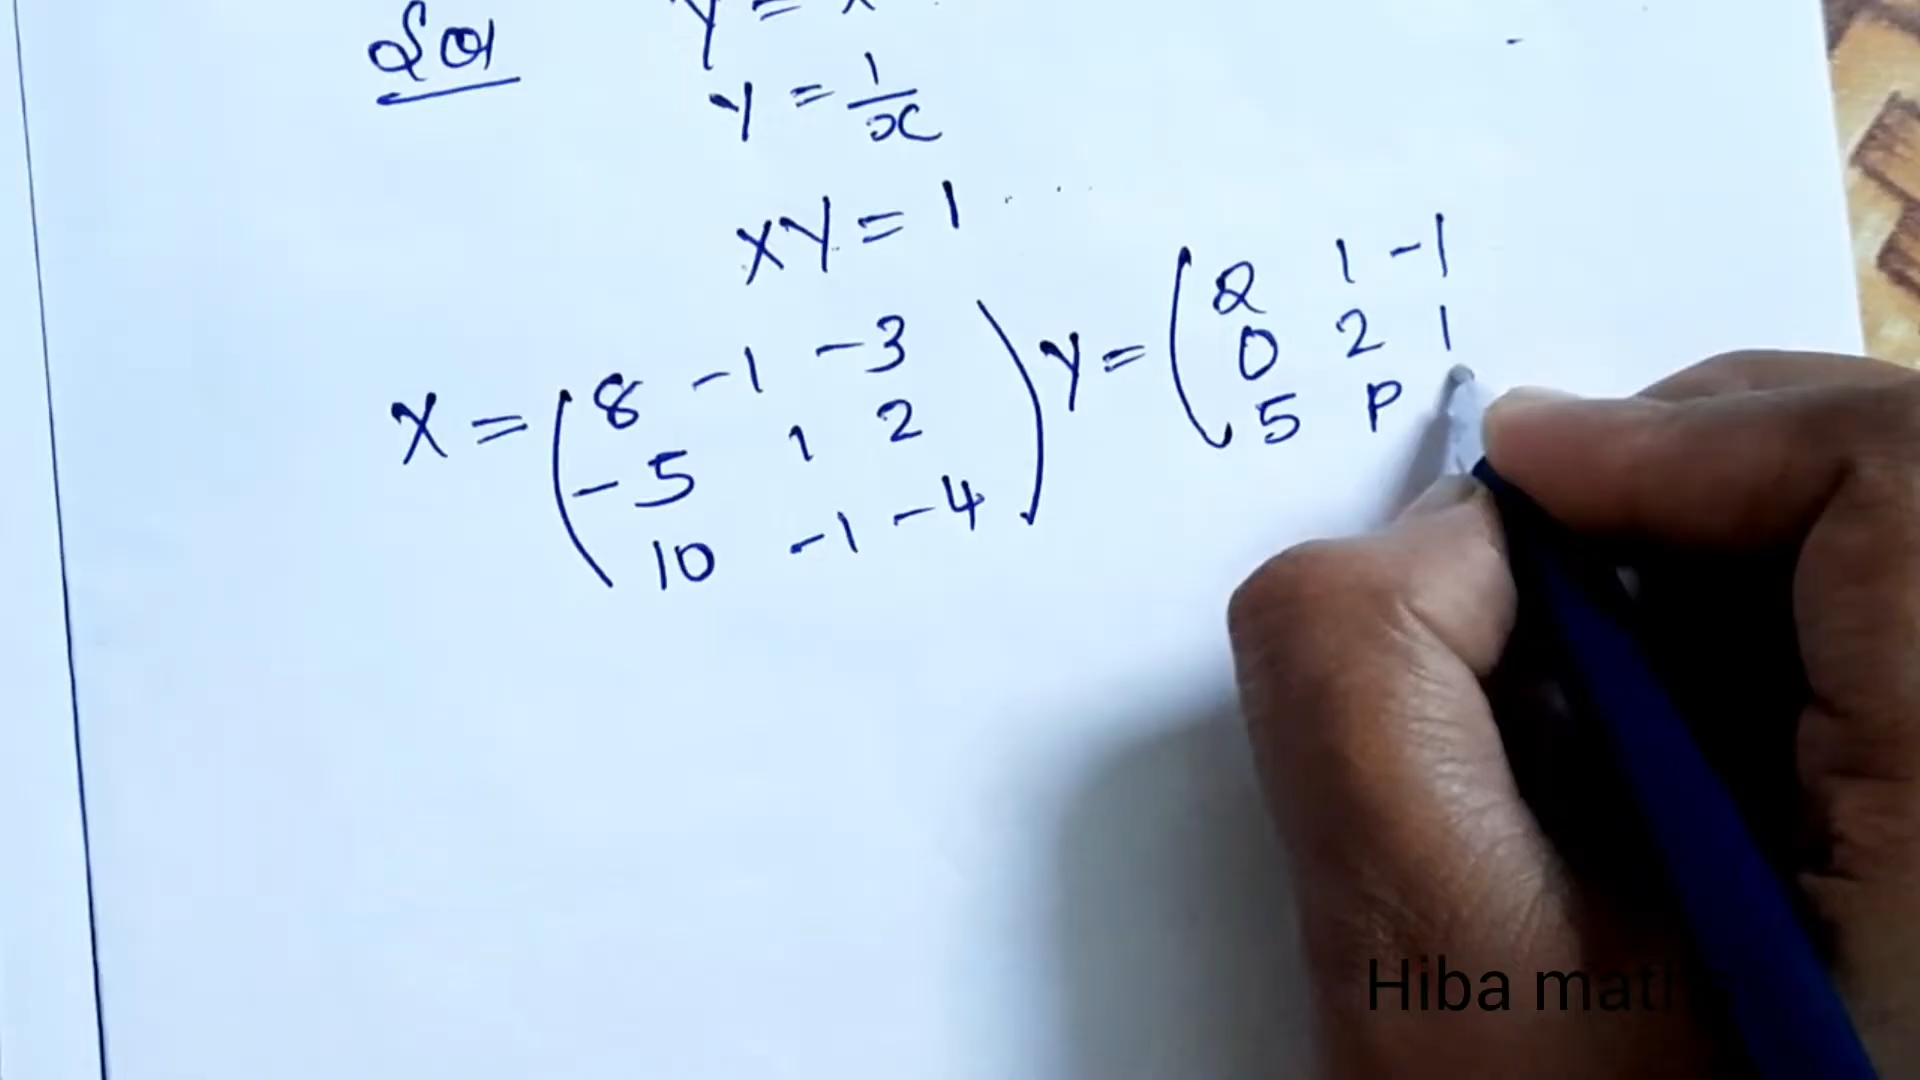 Sol
Y =
Y = 1/x
XY = 1
X = ( 8 -1 -3 ) Y = ( 2 1 -1
-5 1 2 0 2 1
10 -1 -4 5 P
Hiba mat